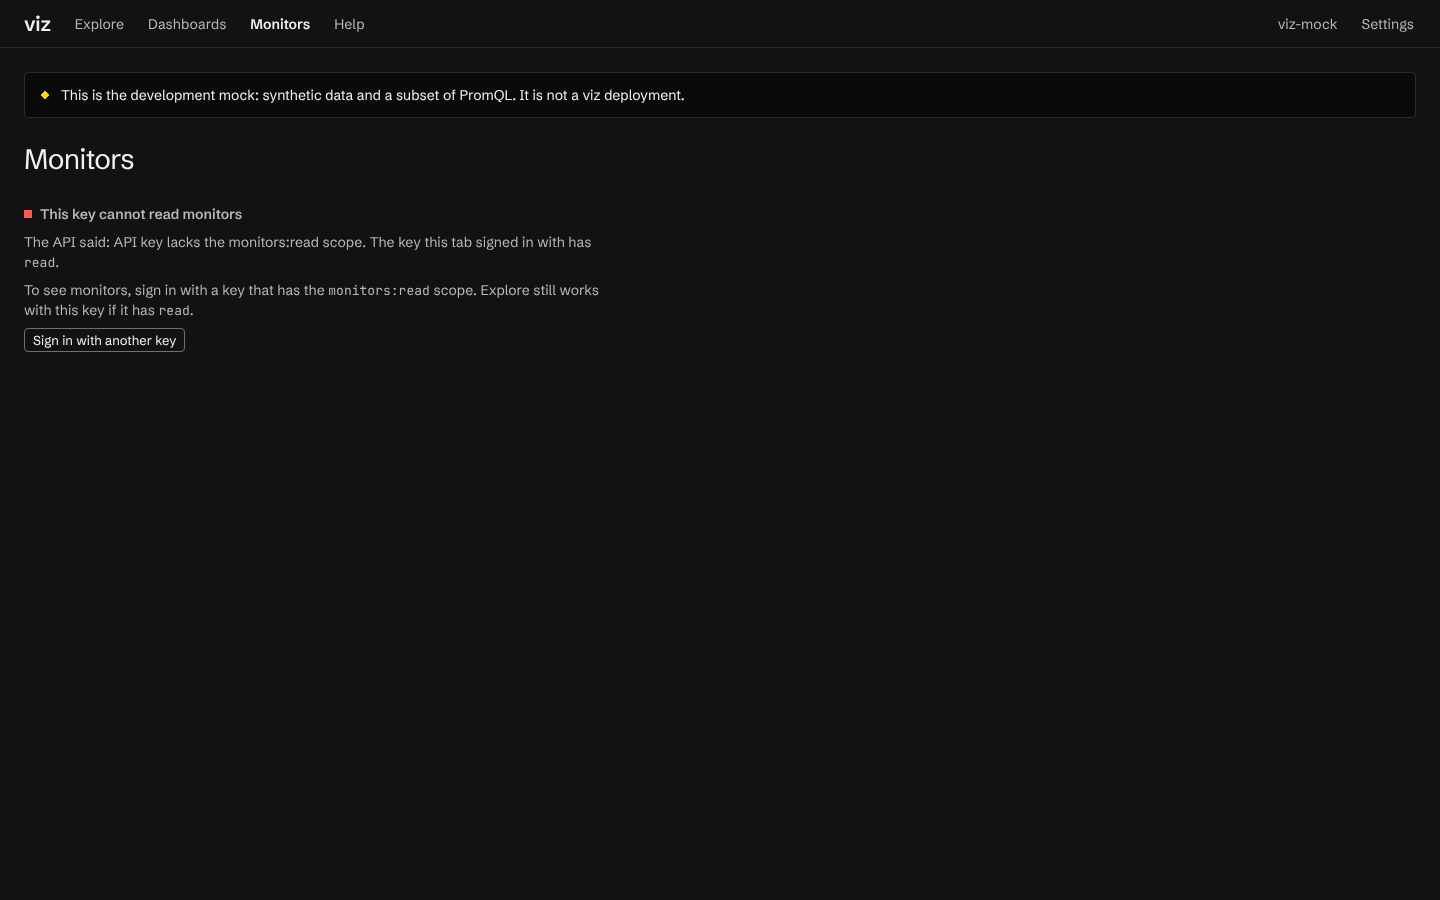 viz Explore Dashboards Monitors Help viz-mock Settings
This is the development mock: synthetic data and a subset of PromQL. It is not a viz deployment.
Monitors
This key cannot read monitors
The API said: API key lacks the monitors:read scope. The key this tab signed in with has
read.
To see monitors, sign in with a key that has the monitors:read scope. Explore still works
with this key if it has read.
Sign in with another key